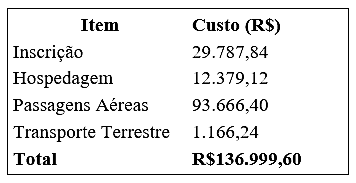 Item Custo (R$)
Inscrição 29.787,84
Hospedagem 12.379,12
Passagens Aéreas 93.666,40
Transporte Terrestre 1.166,24
Total R$136.999,60